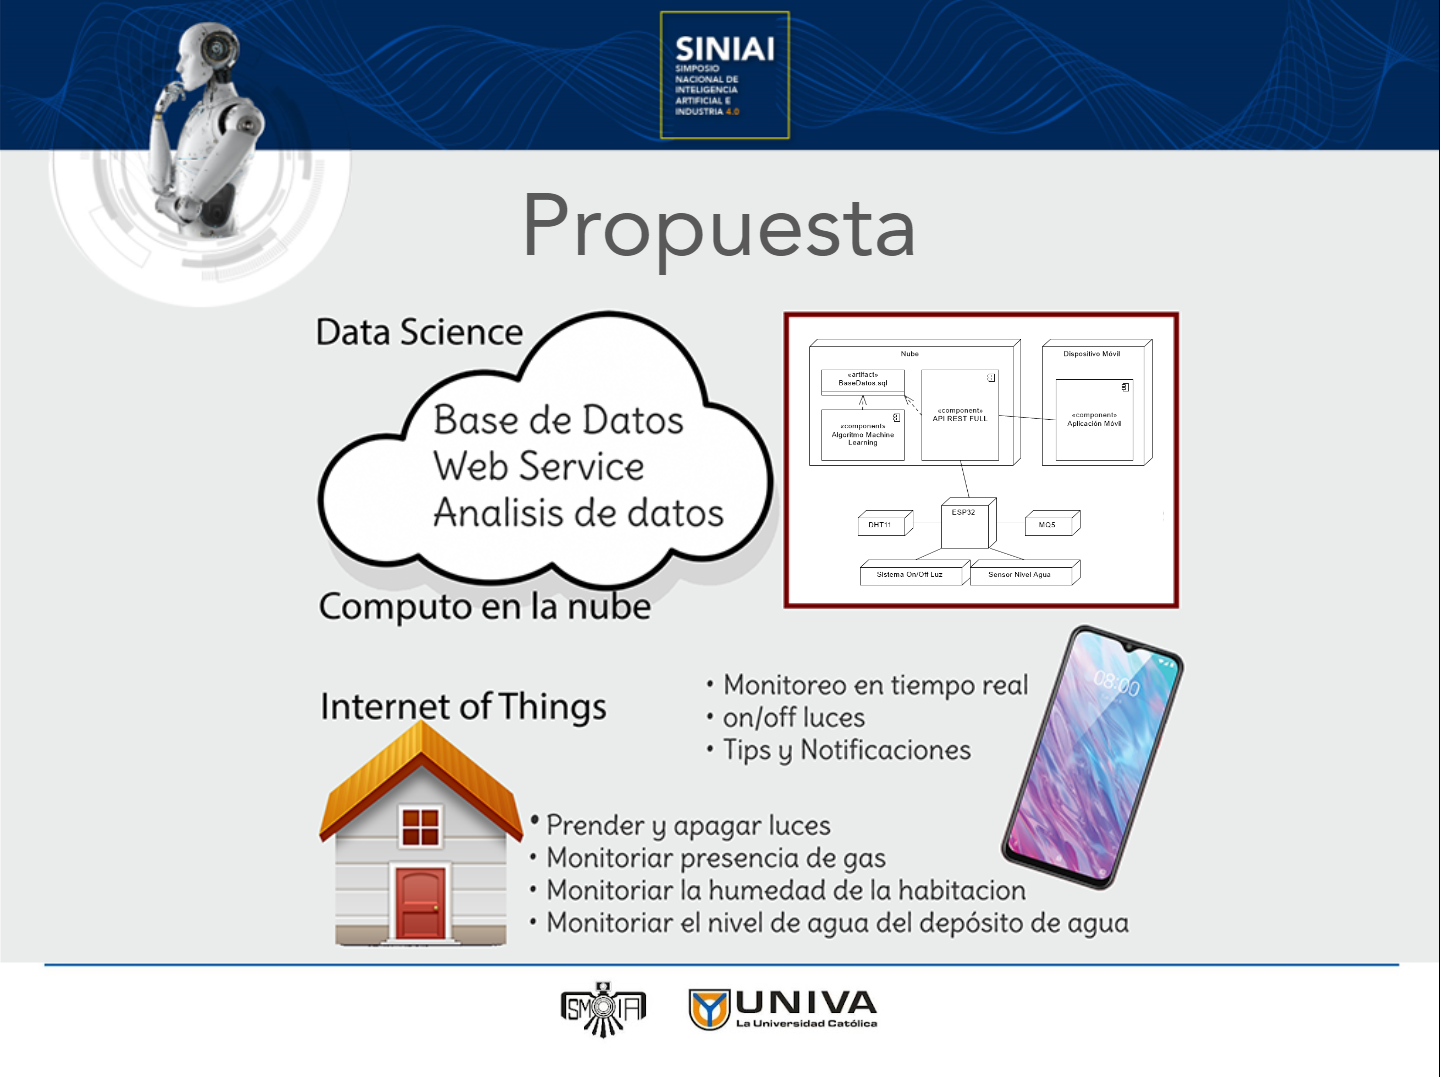 SINIAI
SIMPOSIO
NACIONAL DE
INTELIGENCIA
ARTIFICIAL E
INDUSTRIA 4.0
Propuesta
Data Science
Base de Datos
Web Service
Analisis de datos
Computo en la nube
Nube
«artifact»
BaseDatos.sql
«component»
Algoritmo Machine
Learning
«component»
API REST FULL
Dispositivo Móvil
«component»
Aplicación Móvil
ESP32
DHT11
MQ5
Sistema On/Off Luz
Sensor Nivel Agua
Internet of Things
• Monitoreo en tiempo real
• on/off luces
• Tips y Notificaciones
08:00
• Prender y apagar luces
• Monitoriar presencia de gas
• Monitoriar la humedad de la habitacion
• Monitoriar el nivel de agua del depósito de agua
SMIA
UNIVA
La Universidad Católica